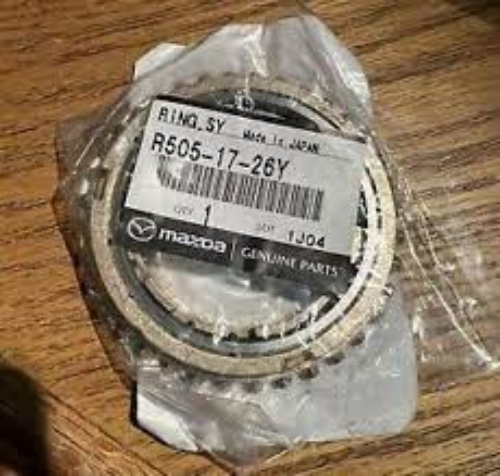 RING,SY Made in JAPAN
R505-17-26Y
QTY 1 LOT 1J04
mazda GENUINE PARTS